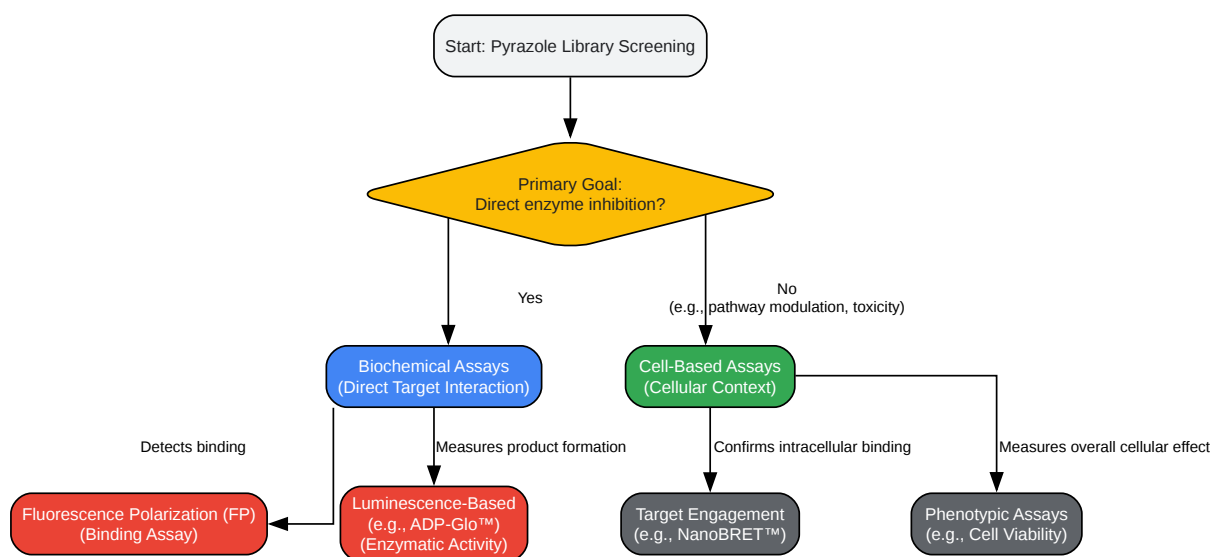 Start: Pyrazole Library Screening
Primary Goal:
Direct enzyme inhibition?
Yes
No
(e.g., pathway modulation, toxicity)
Biochemical Assays
(Direct Target Interaction)
Cell-Based Assays
(Cellular Context)
Detects binding
Measures product formation
Confirms intracellular binding
Measures overall cellular effect
Fluorescence Polarization (FP)
(Binding Assay)
Luminescence-Based
(e.g., ADP-Glo™)
(Enzymatic Activity)
Target Engagement
(e.g., NanoBRET™)
Phenotypic Assays
(e.g., Cell Viability)